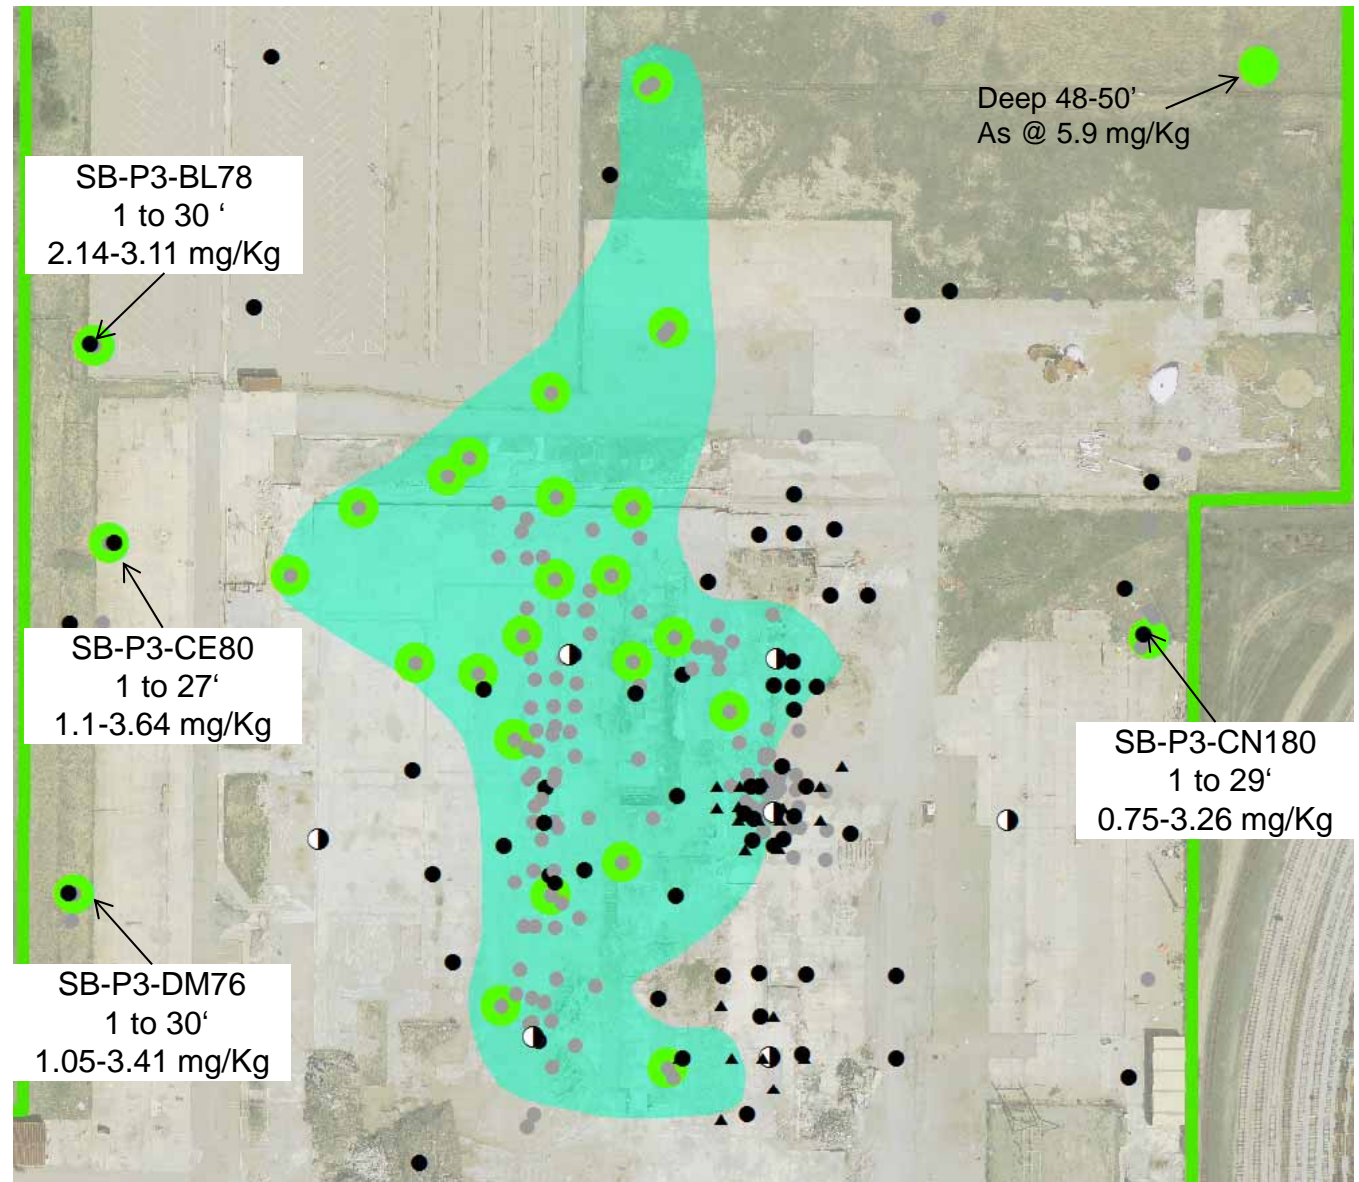 Deep 48-50’
As @ 5.9 mg/Kg
SB-P3-BL78
1 to 30 ‘
2.14-3.11 mg/Kg
SB-P3-CE80
1 to 27‘
1.1-3.64 mg/Kg
SB-P3-CN180
1 to 29‘
0.75-3.26 mg/Kg
SB-P3-DM76
1 to 30‘
1.05-3.41 mg/Kg